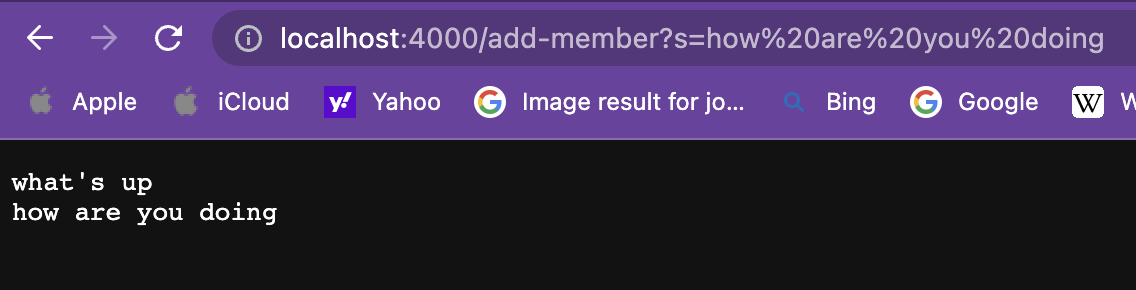 localhost:4000/add-member?s=how%20are%20you%20doing
Apple iCloud y! Yahoo G Image result for jo... Bing G Google W
what's up
how are you doing